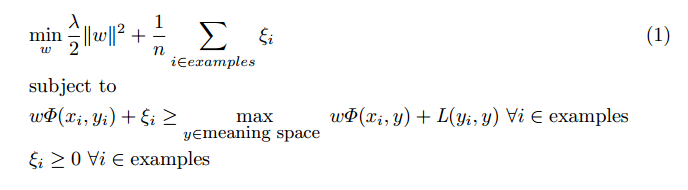 min_w λ/2 ‖w‖² + 1/n ∑_{i∈examples} ξ_i (1)
subject to
wΦ(x_i, y_i) + ξ_i ≥ max_{y∈meaning space} wΦ(x_i, y) + L(y_i, y) ∀i ∈ examples
ξ_i ≥ 0 ∀i ∈ examples